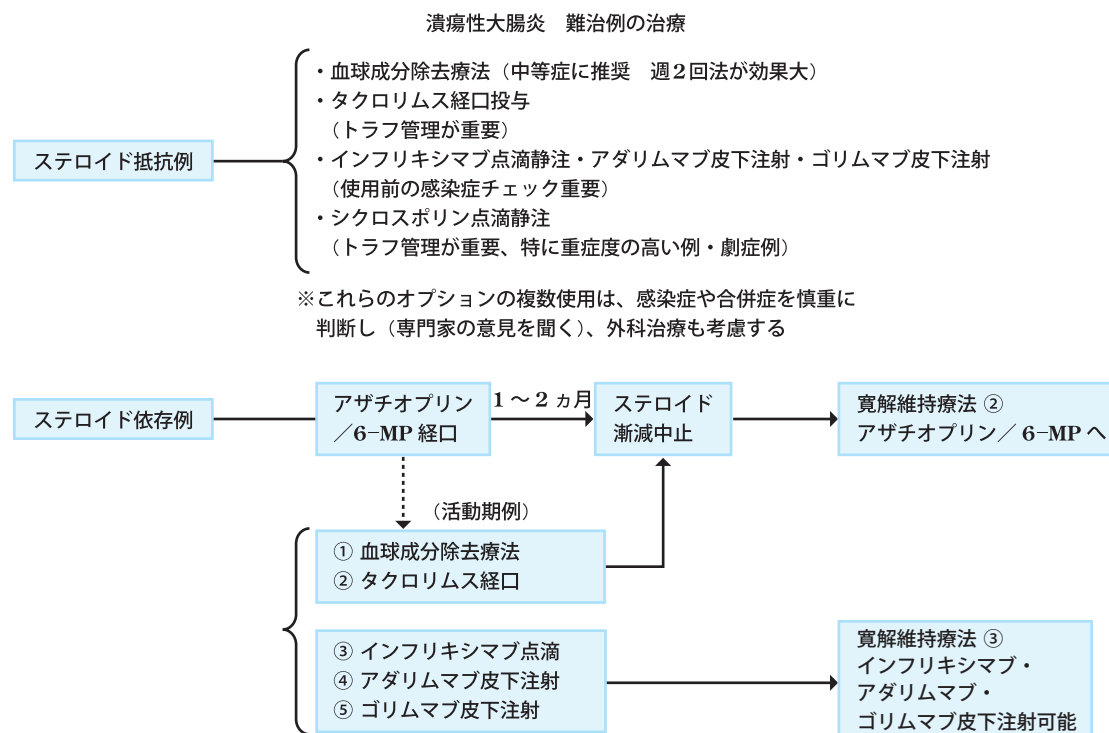 潰瘍性大腸炎　難治例の治療
ステロイド抵抗例
・血球成分除去療法（中等症に推奨　週２回法が効果大）
・タクロリムス経口投与
（トラフ管理が重要）
・インフリキシマブ点滴静注・アダリムマブ皮下注射・ゴリムマブ皮下注射
（使用前の感染症チェック重要）
・シクロスポリン点滴静注
（トラフ管理が重要、特に重症度の高い例・劇症例）
※これらのオプションの複数使用は、感染症や合併症を慎重に
判断し（専門家の意見を聞く）、外科治療も考慮する
ステロイド依存例
アザチオプリン
／6−MP 経口
1 〜 2 ヵ月
ステロイド
漸減中止
寛解維持療法 ②
アザチオプリン／ 6−MP へ
（活動期例）
① 血球成分除去療法
② タクロリムス経口
③ インフリキシマブ点滴
④ アダリムマブ皮下注射
⑤ ゴリムマブ皮下注射
寛解維持療法 ③
インフリキシマブ・
アダリムマブ・
ゴリムマブ皮下注射可能